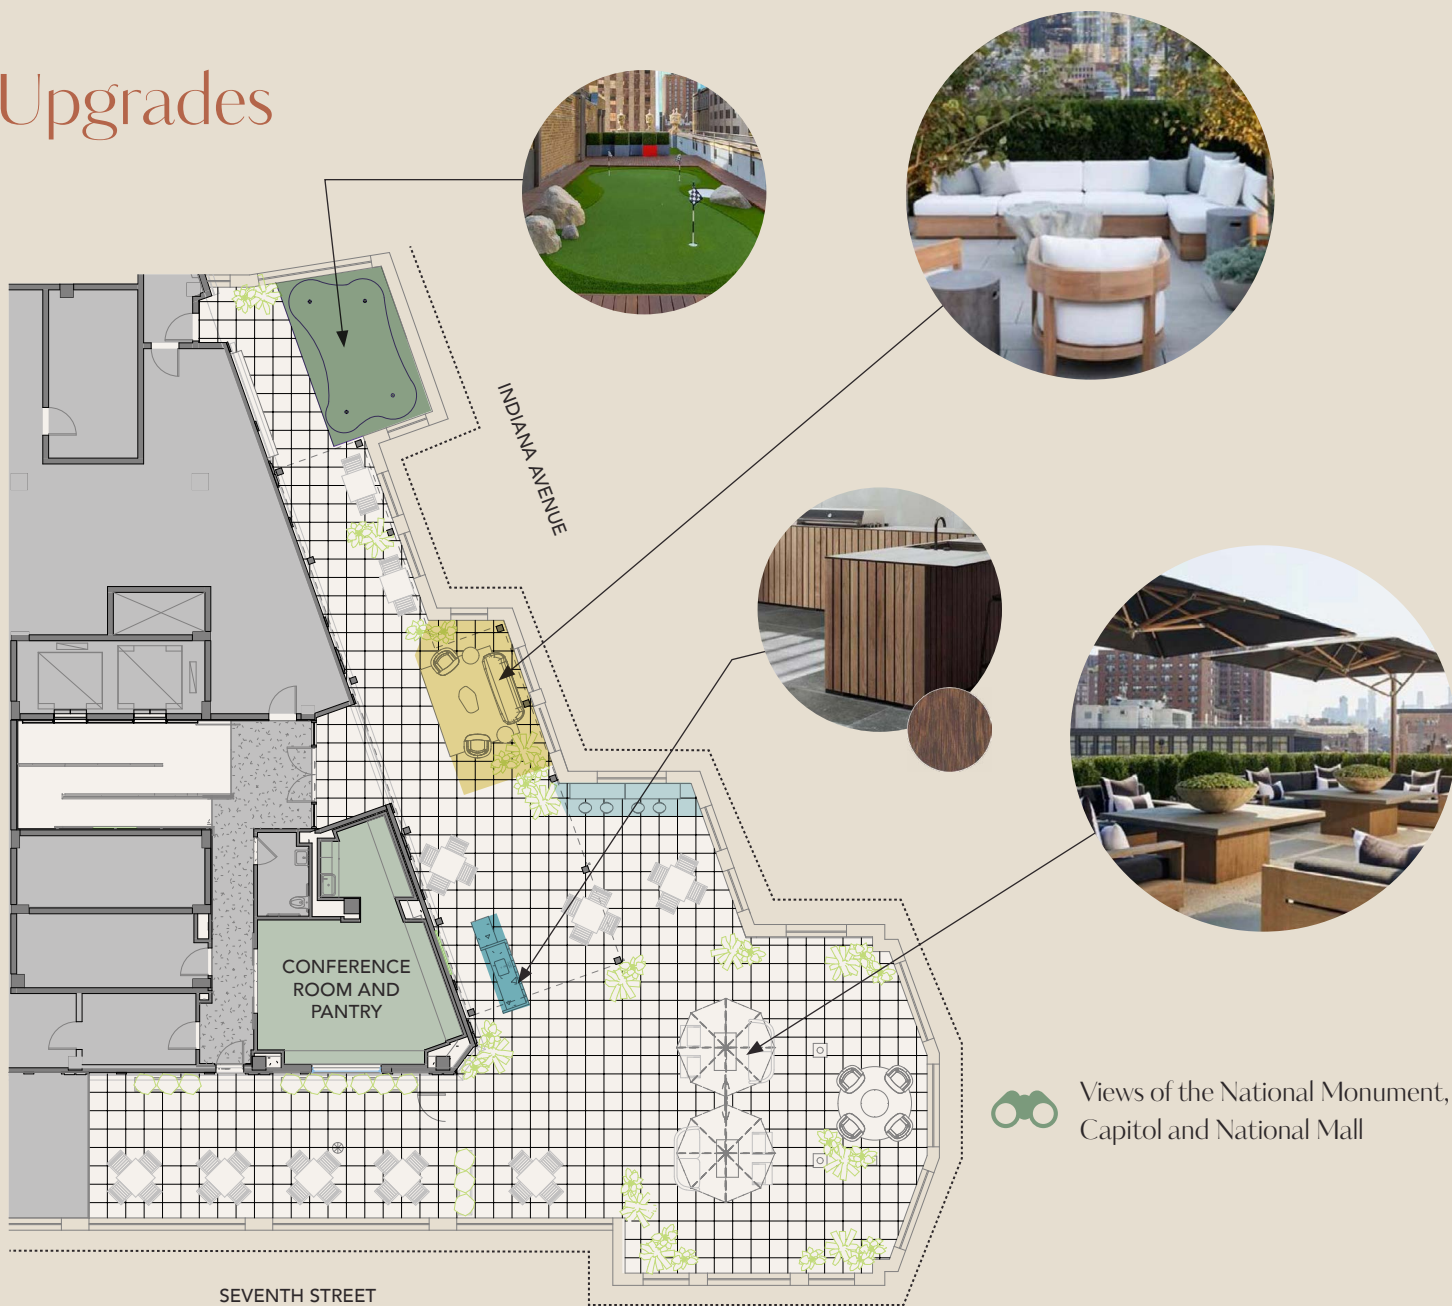 Upgrades
INDIANA AVENUE
CONFERENCE
ROOM AND
PANTRY
Views of the National Monument,
Capitol and National Mall
SEVENTH STREET